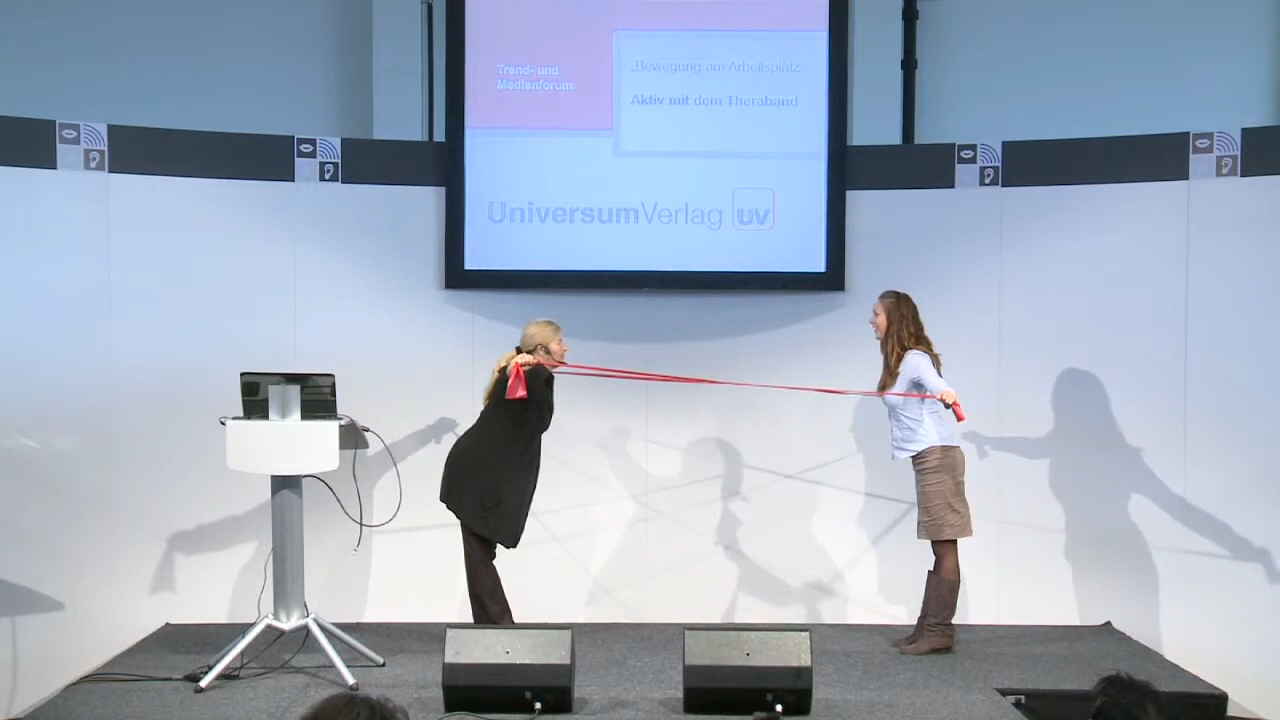 Trend- und
Medienforum
„Bewegung am Arbeitsplatz“
Aktiv mit dem Theraband
UniversumVerlag uv